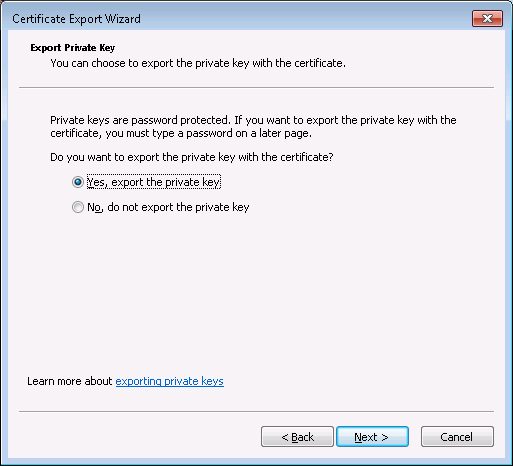 Certificate Export Wizard
Export Private Key
You can choose to export the private key with the certificate.
Private keys are password protected. If you want to export the private key with the
certificate, you must type a password on a later page.
Do you want to export the private key with the certificate?
Yes, export the private key
No, do not export the private key
Learn more about exporting private keys
< Back
Next >
Cancel